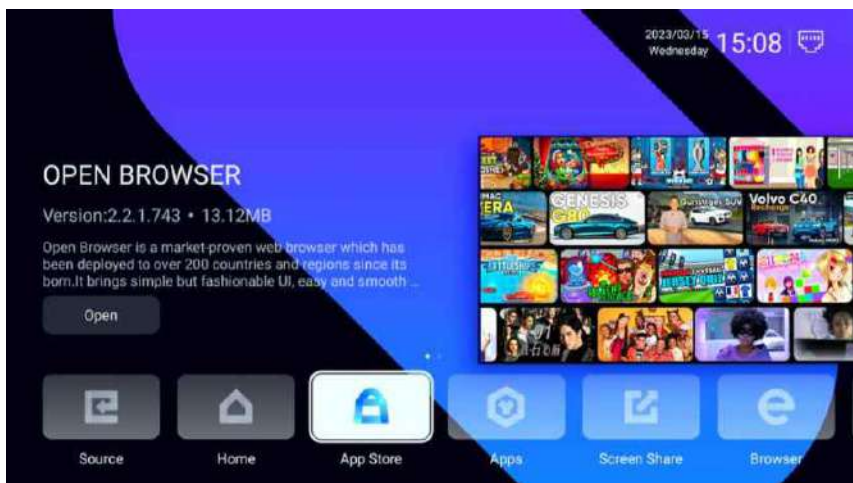 2023/03/15
Wednesday
15:08
OPEN BROWSER
Version:2.2.1.743 • 13.12MB
Open Browser is a market-proven web browser which has
been deployed to over 200 countries and regions since its
born.It brings simple but fashionable UI, easy and smooth ...
Open
ERA
GENESIS
G80
SUV
Volvo C40
Recharge
Source
Home
App Store
Apps
Screen Share
Browser